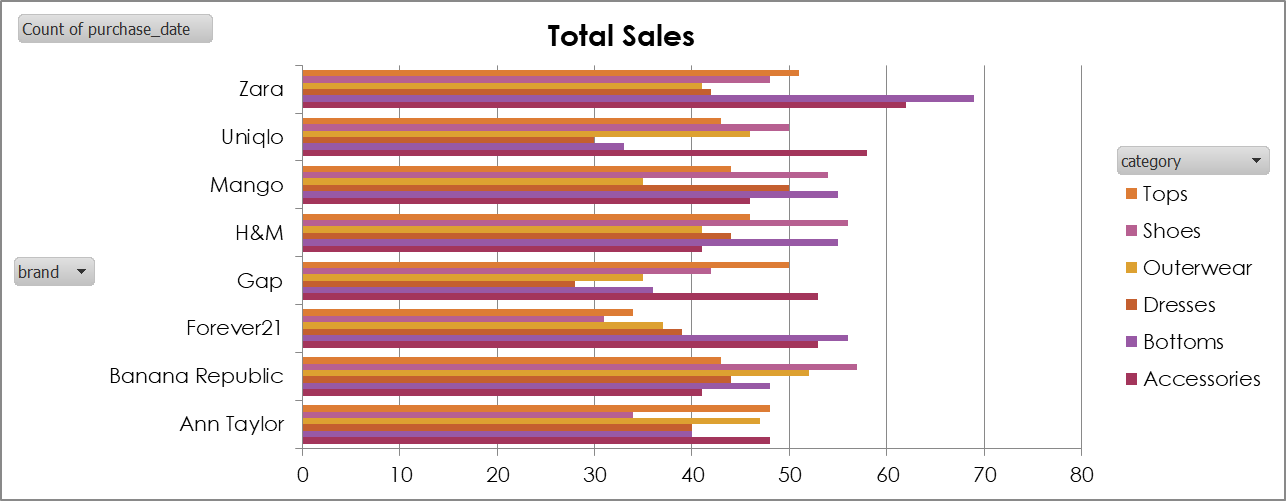 Count of purchase_date
Total Sales
Zara
Uniqlo
Mango
H&M
Gap
Forever21
Banana Republic
Ann Taylor
brand
0 10 20 30 40 50 60 70 80
category
Tops
Shoes
Outerwear
Dresses
Bottoms
Accessories